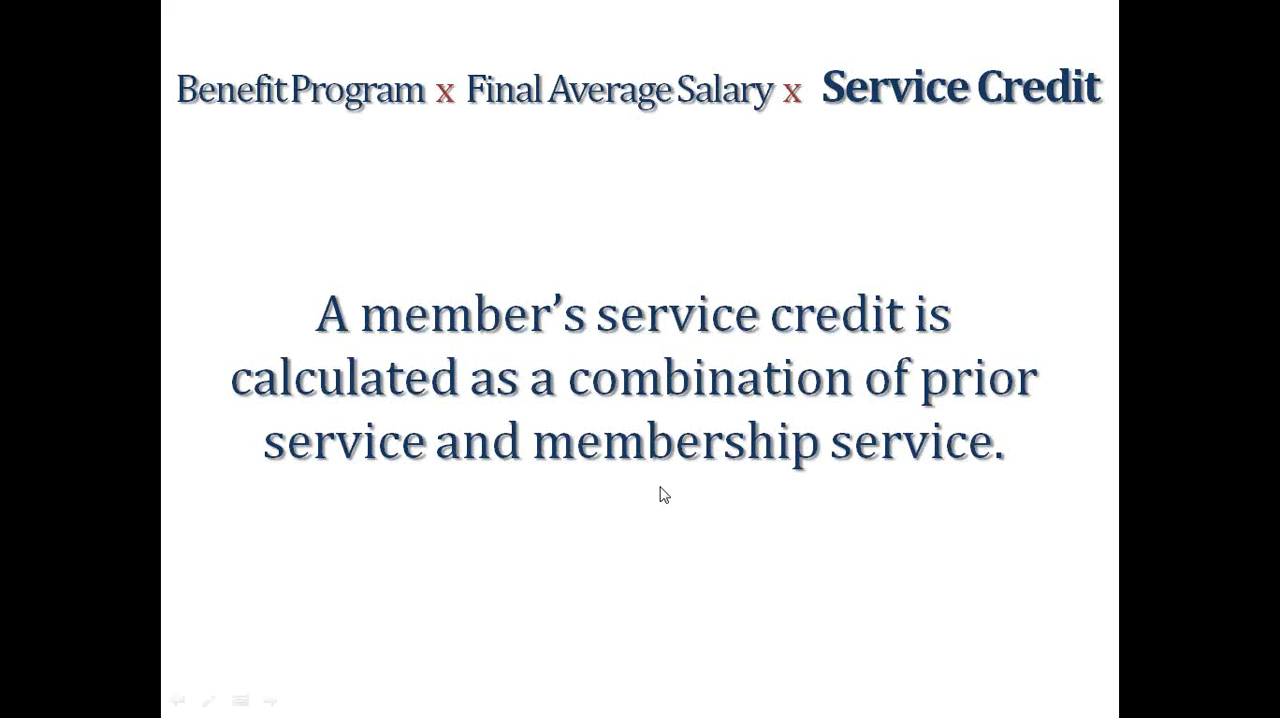 Benefit Program x Final Average Salary x Service Credit
A member’s service credit is
calculated as a combination of prior
service and membership service.